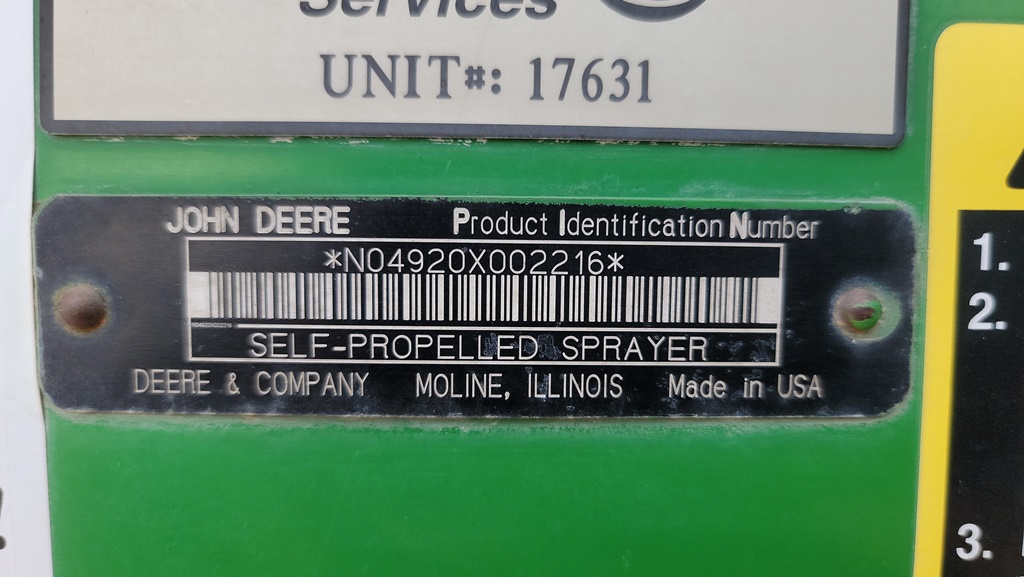 Services
UNIT#: 17631
JOHN DEERE Product Identification Number
*N04920X002216*
N04920X002216
SELF-PROPELLED SPRAYER
DEERE & COMPANY MOLINE, ILLINOIS Made in USA
1.
2.
3.